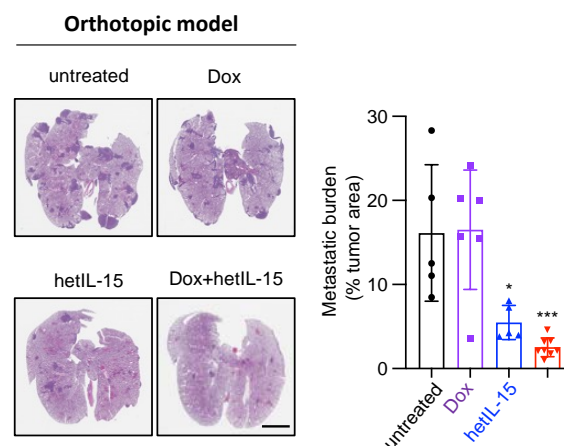 Orthotopic model
untreated Dox
hetIL-15 Dox+hetIL-15
Metastatic burden
(% tumor area)
30
20
10
0
*
***
untreated
Dox
hetIL-15